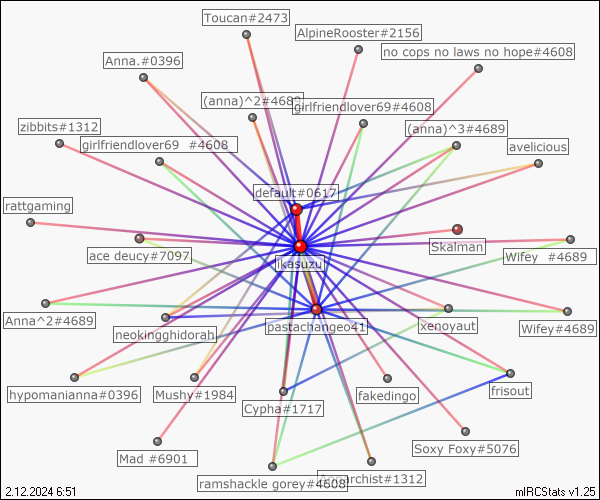 Toucan#2473
AlpineRooster#2156
no cops no laws no hope#4608
Anna.#0396
(anna)^2#4689
girlfriendlover69#4608
zibbits#1312
girlfriendlover69 #4608
(anna)^3#4689
avelicious
default#0617
rattgaming
ace deucy#7097
Skalman
Wifey #4689
ikasuzu
Anna^2#4689
neokingghidorah
pastachangeo41
xenoyaut
Wifey#4689
hypomanianna#0396
Mushy#1984
Cypha#1717
fakedingo
frisout
Mad #6901
Soxy Foxy#5076
ramshackle gorey#4608
#1312
2.12.2024 6:51
mIRCStats v1.25